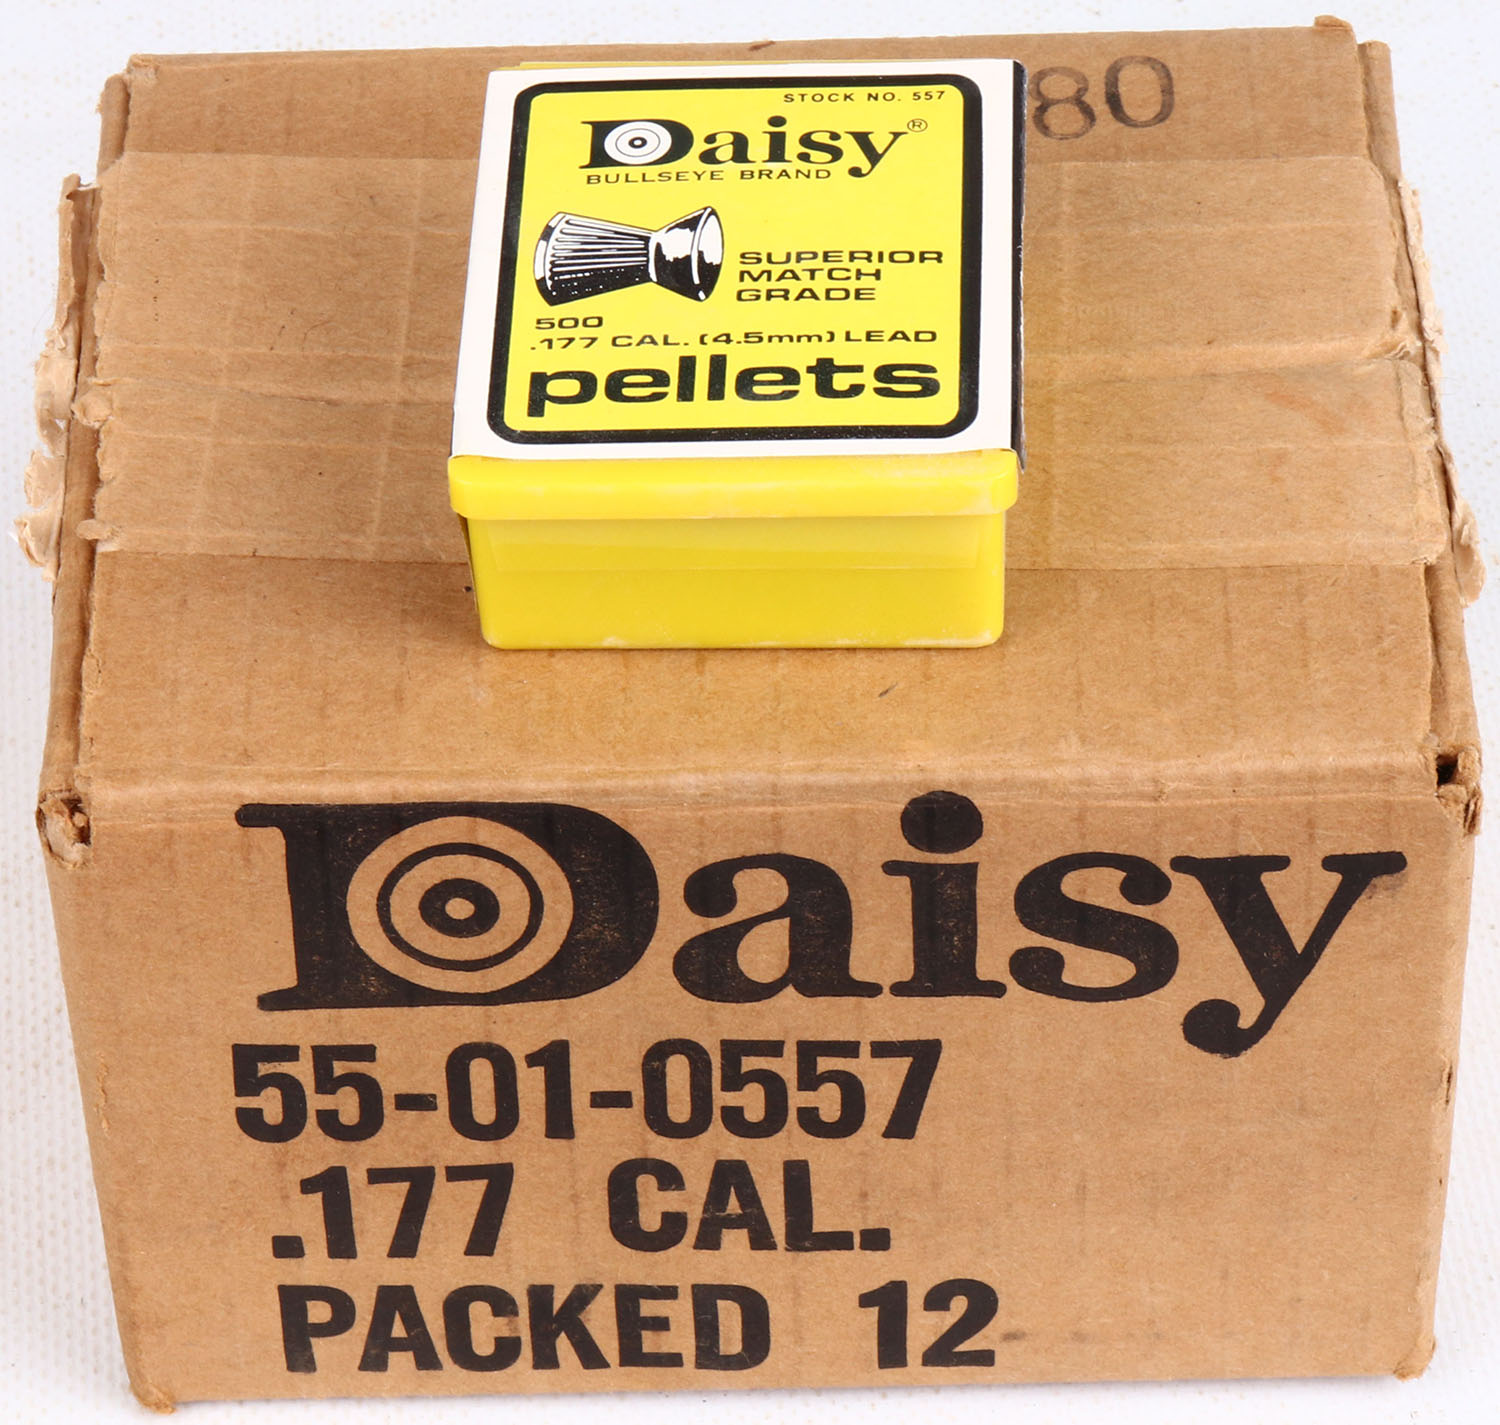 80
STOCK NO. 557
Daisy®
BULLSEYE BRAND
SUPERIOR
MATCH
GRADE
500
.177 CAL. (4.5mm) LEAD
pellets
Daisy
55-01-0557
.177 CAL.
PACKED 12